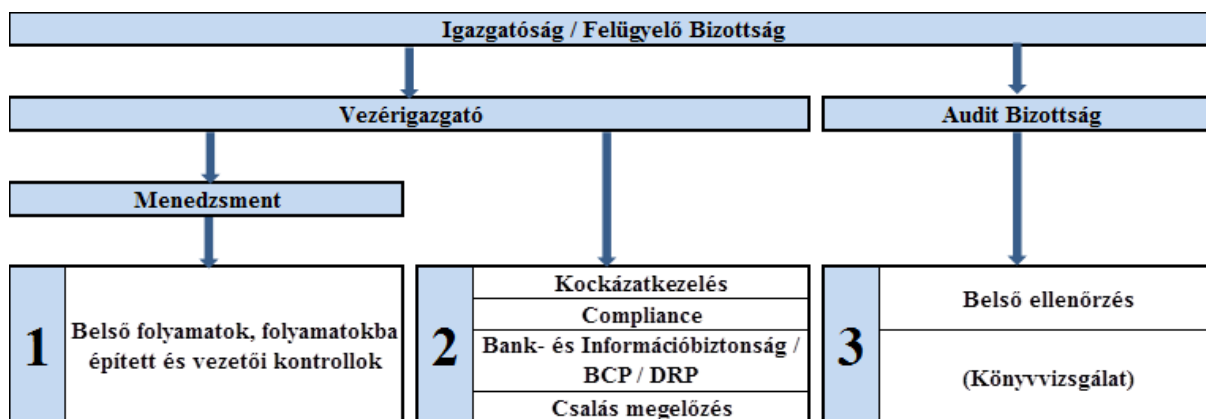 Igazgatóság / Felügyelő Bizottság
Vezérigazgató
Audit Bizottság
Menedzsment
1
Belső folyamatok, folyamatokba
épített és vezetői kontrollok
2
Kockázatkezelés
Compliance
Bank- és Információbiztonság /
BCP / DRP
Csalás megelőzés
3
Belső ellenőrzés
(Könyvvizsgálat)